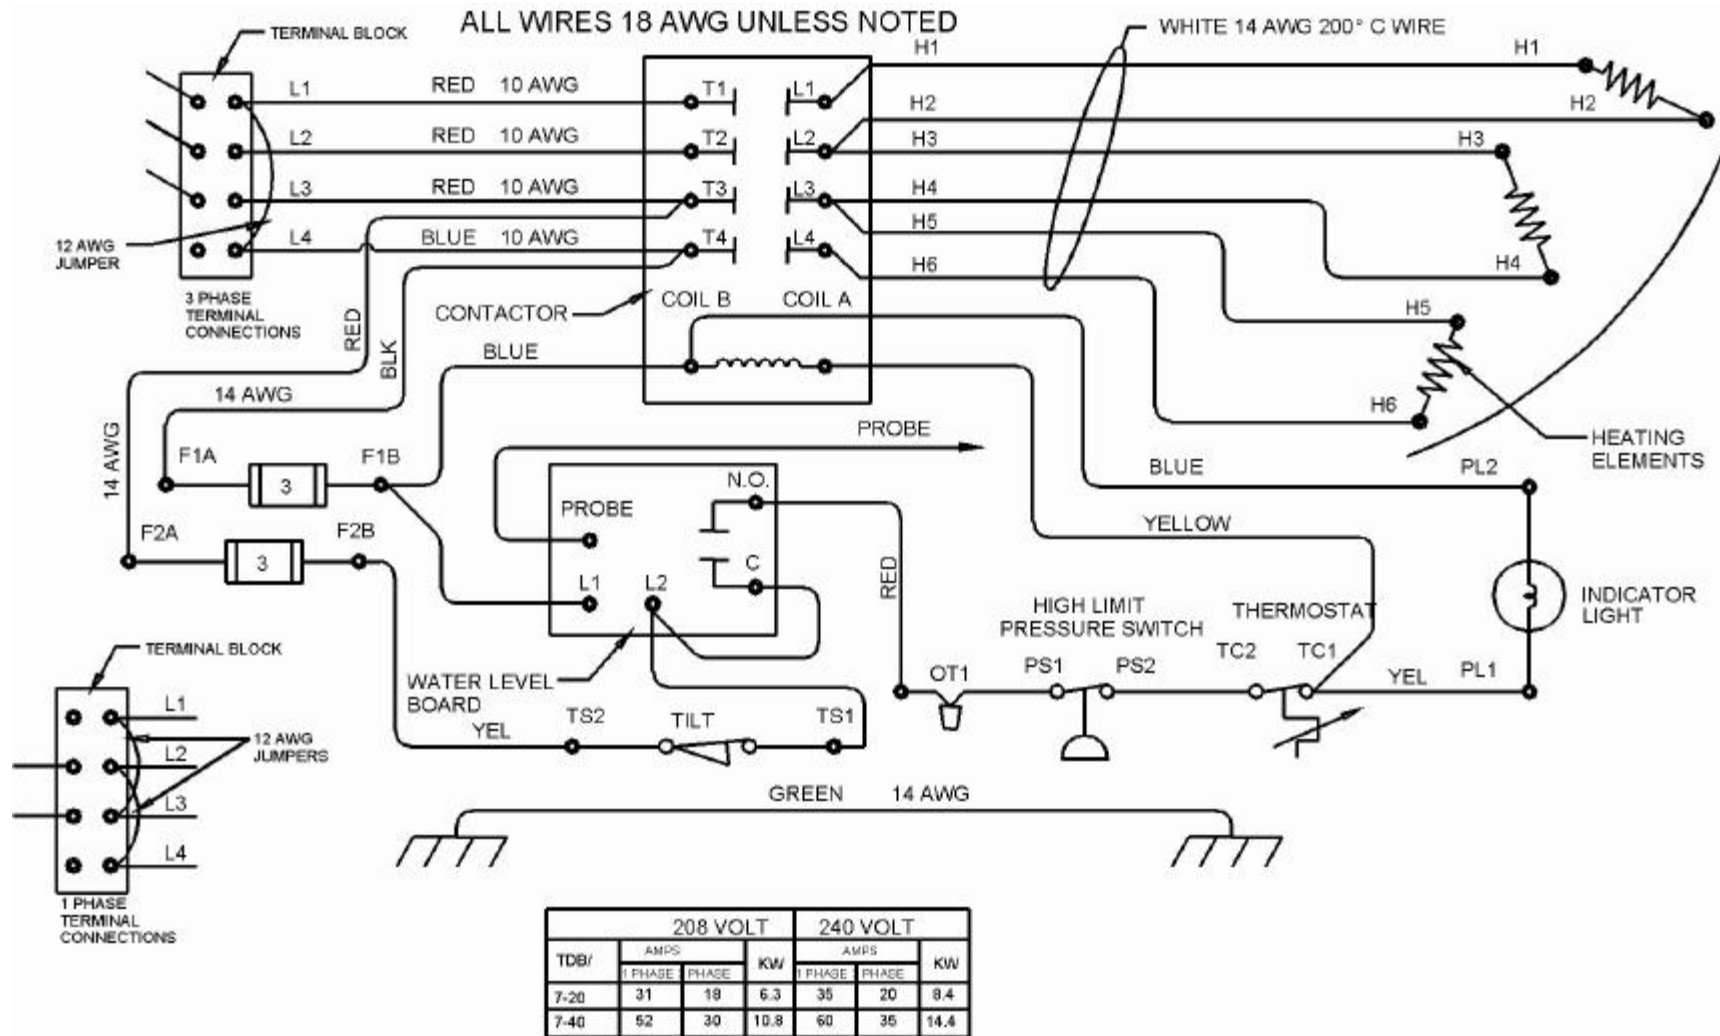 ALL WIRES 18 AWG UNLESS NOTED
TERMINAL BLOCK
WHITE 14 AWG 200° C WIRE
L1 RED 10 AWG T1 L1 H1 H1
H2 H2
L2 RED 10 AWG T2 L2 H3 H3
L3 RED 10 AWG T3 L3 H4
H5
L4 BLUE 10 AWG T4 L4 H6 H4
12 AWG
JUMPER
3 PHASE
TERMINAL
CONNECTIONS
CONTACTOR
COIL B COIL A
H5
H6
RED
BLK
BLUE
14 AWG
14 AWG
HEATING
ELEMENTS
PROBE
F1A 3 F1B
F2A 3 F2B
PROBE
N.O.
C
L1 L2
RED
BLUE
PL2
YELLOW
INDICATOR
LIGHT
HIGH LIMIT
PRESSURE SWITCH
THERMOSTAT
WATER LEVEL
BOARD
OT1 PS1 PS2 TC2 TC1 YEL PL1
YEL TS2 TILT TS1
TERMINAL BLOCK
L1
L2
L3
L4
12 AWG
JUMPERS
1 PHASE
TERMINAL
CONNECTIONS
GREEN 14 AWG
208 VOLT 240 VOLT
TDB/ AMPS KW AMPS KW
1 PHASE PHASE 1 PHASE PHASE
7-20 31 18 6.3 35 20 8.4
7-40 52 30 10.8 60 35 14.4